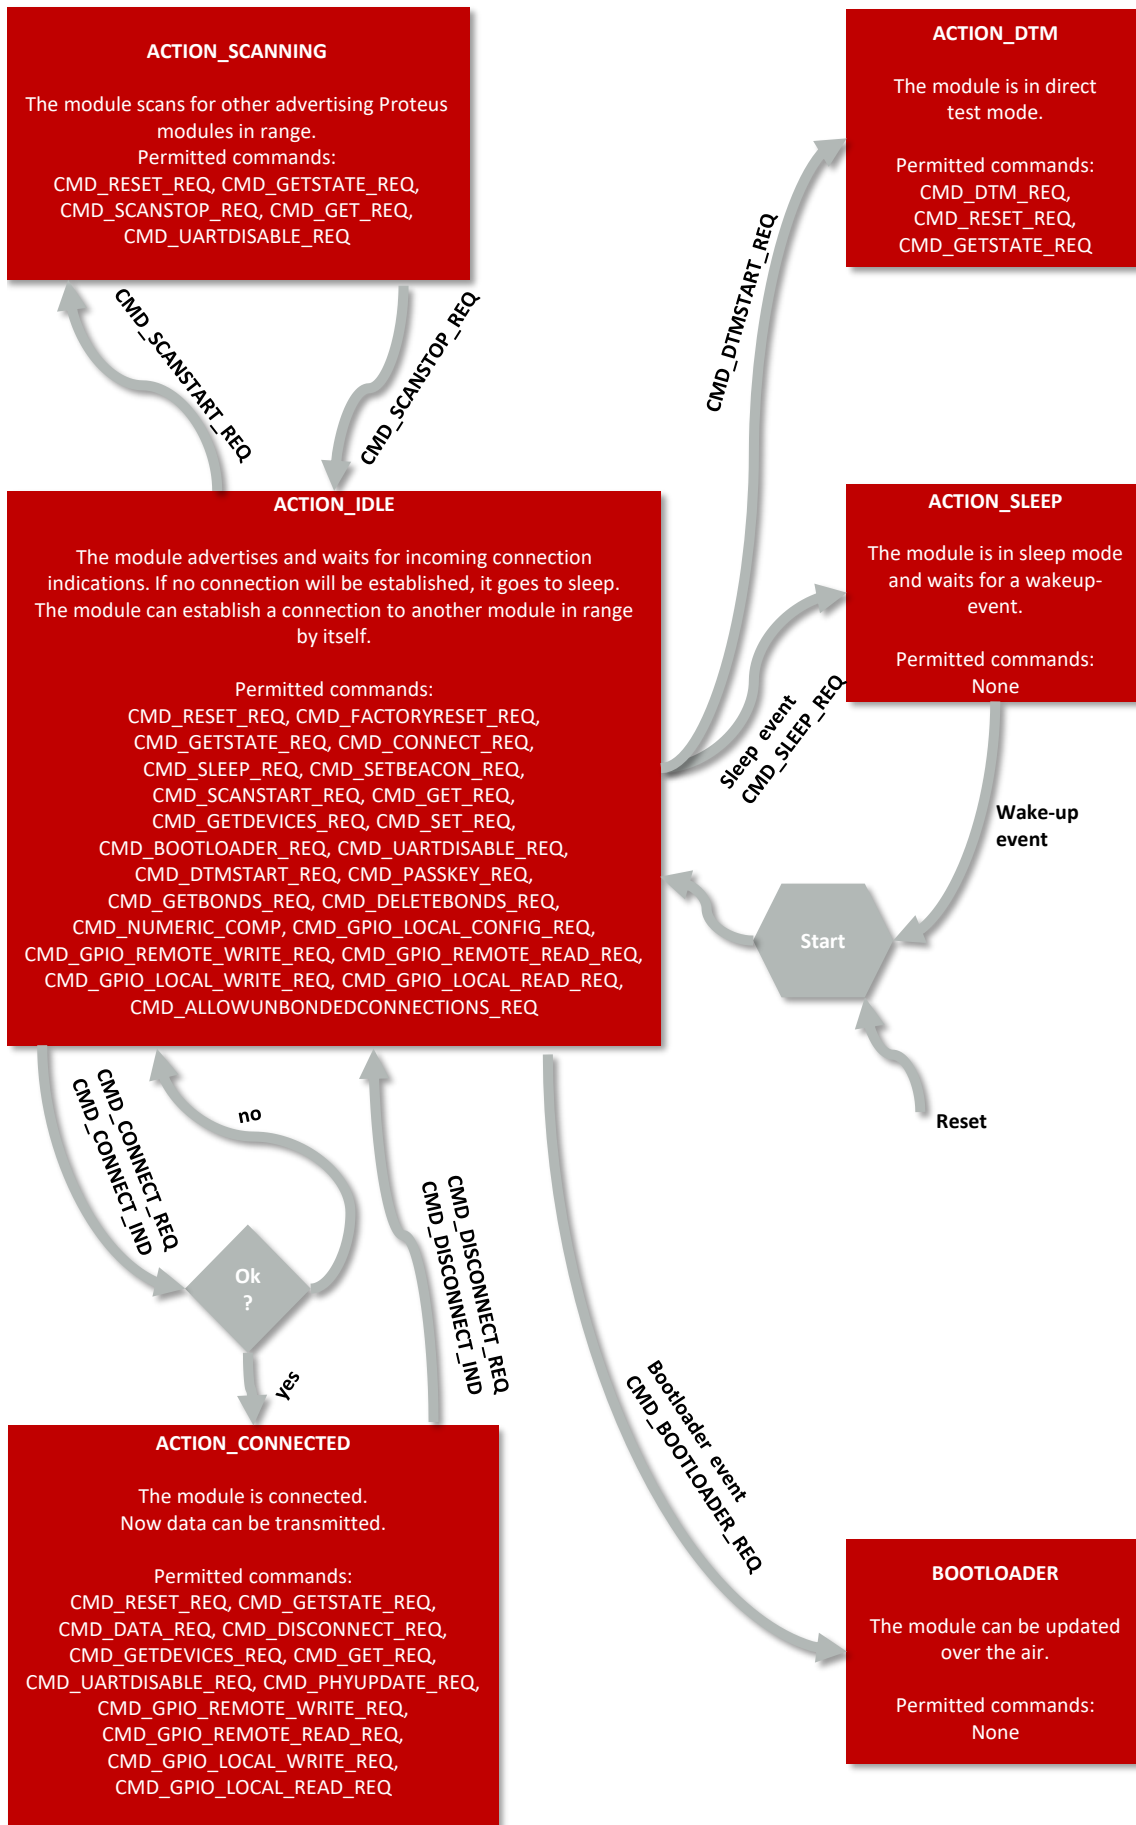 ACTION_SCANNING
The module scans for other advertising Proteus
modules in range.
Permitted commands:
CMD_RESET_REQ, CMD_GETSTATE_REQ,
CMD_SCANSTOP_REQ, CMD_GET_REQ,
CMD_UARTDISABLE_REQ
ACTION_DTM
The module is in direct
test mode.
Permitted commands:
CMD_DTM_REQ,
CMD_RESET_REQ,
CMD_GETSTATE_REQ
CMD_SCANSTART_REQ
CMD_SCANSTOP_REQ
CMD_DTMSTART_REQ
ACTION_IDLE
The module advertises and waits for incoming connection
indications. If no connection will be established, it goes to sleep.
The module can establish a connection to another module in range
by itself.
Permitted commands:
CMD_RESET_REQ, CMD_FACTORYRESET_REQ,
CMD_GETSTATE_REQ, CMD_CONNECT_REQ,
CMD_SLEEP_REQ, CMD_SETBEACON_REQ,
CMD_SCANSTART_REQ, CMD_GET_REQ,
CMD_GETDEVICES_REQ, CMD_SET_REQ,
CMD_BOOTLOADER_REQ, CMD_UARTDISABLE_REQ,
CMD_DTMSTART_REQ, CMD_PASSKEY_REQ,
CMD_GETBONDS_REQ, CMD_DELETEBONDS_REQ,
CMD_NUMERIC_COMP, CMD_GPIO_LOCAL_CONFIG_REQ,
CMD_GPIO_REMOTE_WRITE_REQ, CMD_GPIO_REMOTE_READ_REQ,
CMD_GPIO_LOCAL_WRITE_REQ, CMD_GPIO_LOCAL_READ_REQ,
CMD_ALLOWUNBONDEDCONNECTIONS_REQ
ACTION_SLEEP
The module is in sleep mode
and waits for a wakeup-
event.
Permitted commands:
None
Sleep event
CMD_SLEEP_REQ
Wake-up
event
Start
Reset
CMD_CONNECT_REQ
CMD_CONNECT_IND
no
Ok
?
yes
CMD_DISCONNECT_REQ
CMD_DISCONNECT_IND
Bootloader event
CMD_BOOTLOADER_REQ
ACTION_CONNECTED
The module is connected.
Now data can be transmitted.
Permitted commands:
CMD_RESET_REQ, CMD_GETSTATE_REQ,
CMD_DATA_REQ, CMD_DISCONNECT_REQ,
CMD_GETDEVICES_REQ, CMD_GET_REQ,
CMD_UARTDISABLE_REQ, CMD_PHYUPDATE_REQ,
CMD_GPIO_REMOTE_WRITE_REQ,
CMD_GPIO_REMOTE_READ_REQ,
CMD_GPIO_LOCAL_WRITE_REQ,
CMD_GPIO_LOCAL_READ_REQ
BOOTLOADER
The module can be updated
over the air.
Permitted commands:
None